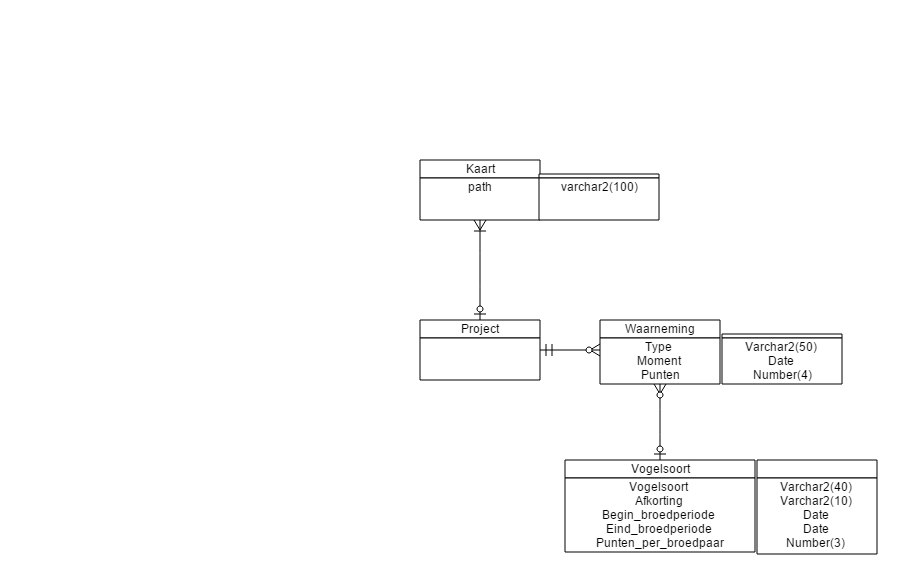 Kaart
path varchar2(100)
Project
Waarneming
Type Varchar2(50)
Moment Date
Punten Number(4)
Vogelsoort
Vogelsoort Varchar2(40)
Afkorting Varchar2(10)
Begin_broedperiode Date
Eind_broedperiode Date
Punten_per_broedpaar Number(3)